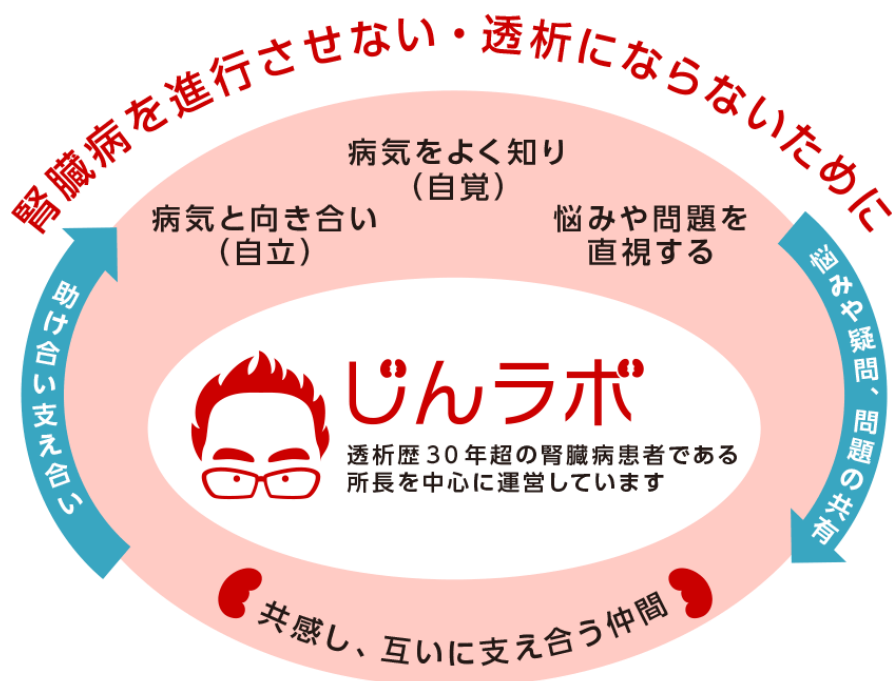 腎臓病を進行させない・透析にならないために
病気をよく知り
（自覚）
病気と向き合い
（自立）
悩みや問題を
直視する
助け合い支え合い
悩みや疑問、問題の共有
じんラボ
透析歴30年超の腎臓病患者である
所長を中心に運営しています
共感し、互いに支え合う仲間